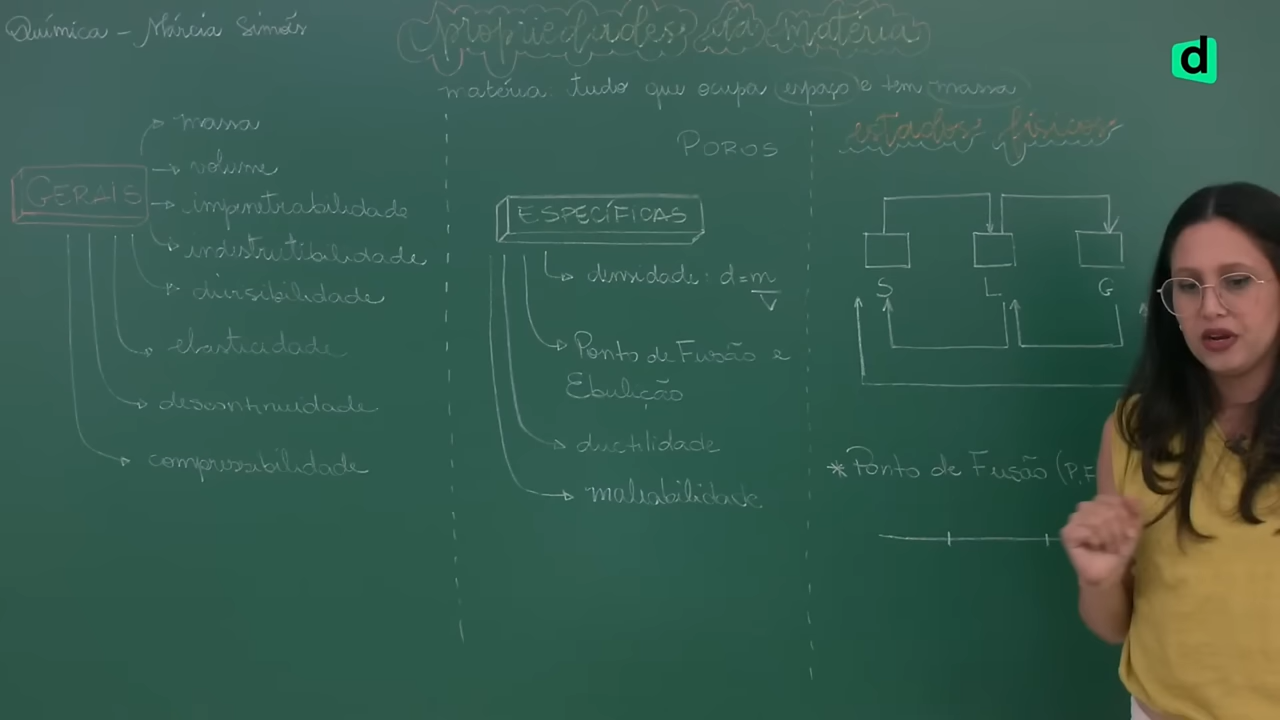 Química - Márcia Simões
propriedades da matéria
matéria: tudo que ocupa espaço e tem massa
GERAIS
massa
volume
impenetrabilidade
indestrutibilidade
divisibilidade
elasticidade
descontinuidade
compressibilidade
POROS
ESPECÍFICAS
densidade: d=m
V
Ponto de Fusão e
Ebulição
ductilidade
maleabilidade
estados físicos
S L G
* Ponto de Fusão (P.F
d